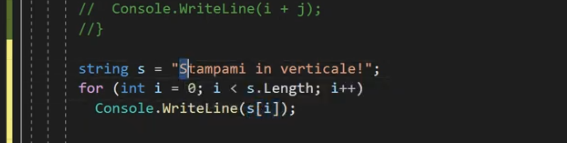 //  Console.WriteLine(i + j);
//}
string s = "Stampami in verticale!";
for (int i = 0; i < s.Length; i++)
Console.WriteLine(s[i]);